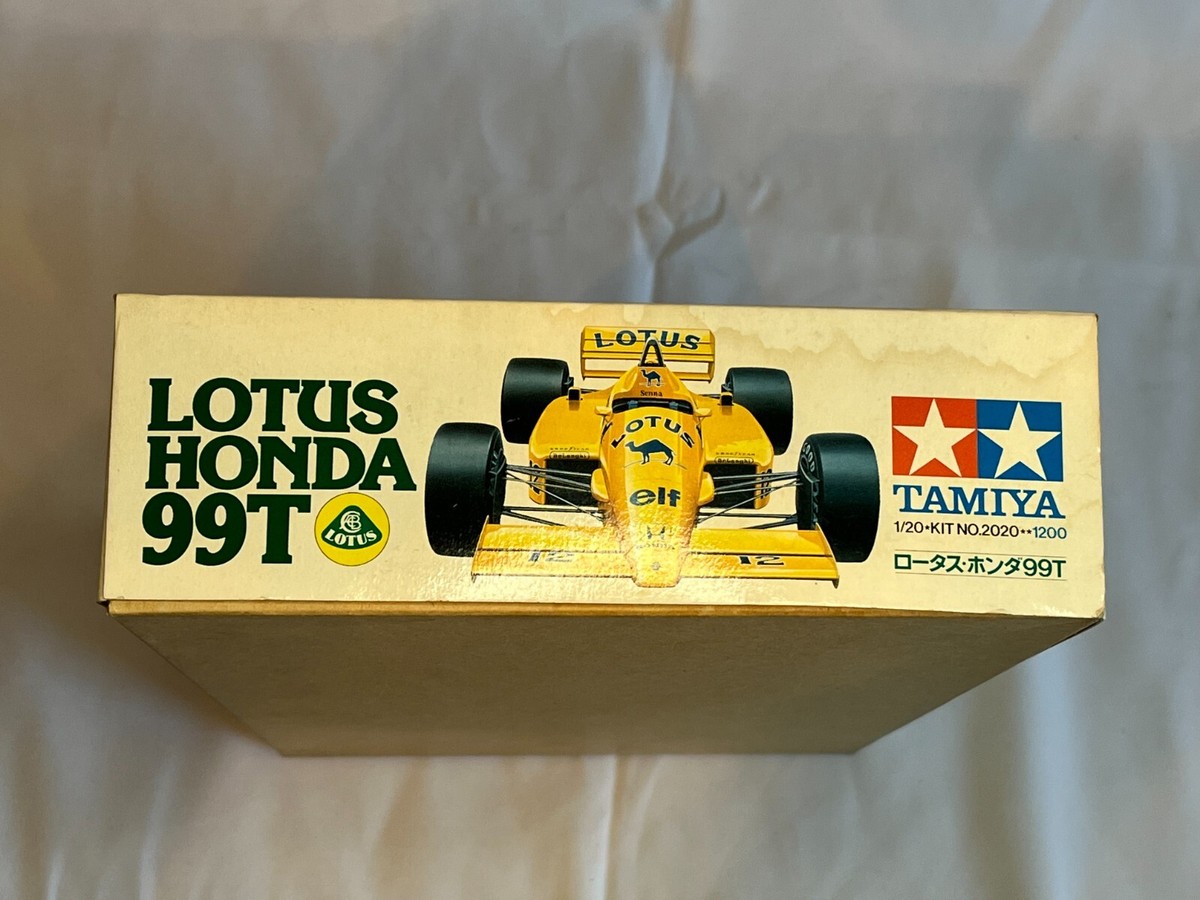 LOTUS
HONDA
99T
LOTUS
LOTUS
Senna
LOTUS
elf
12
12
TAMIYA
1/20★KIT NO.2020★★1200
ロータス・ホンダ99T